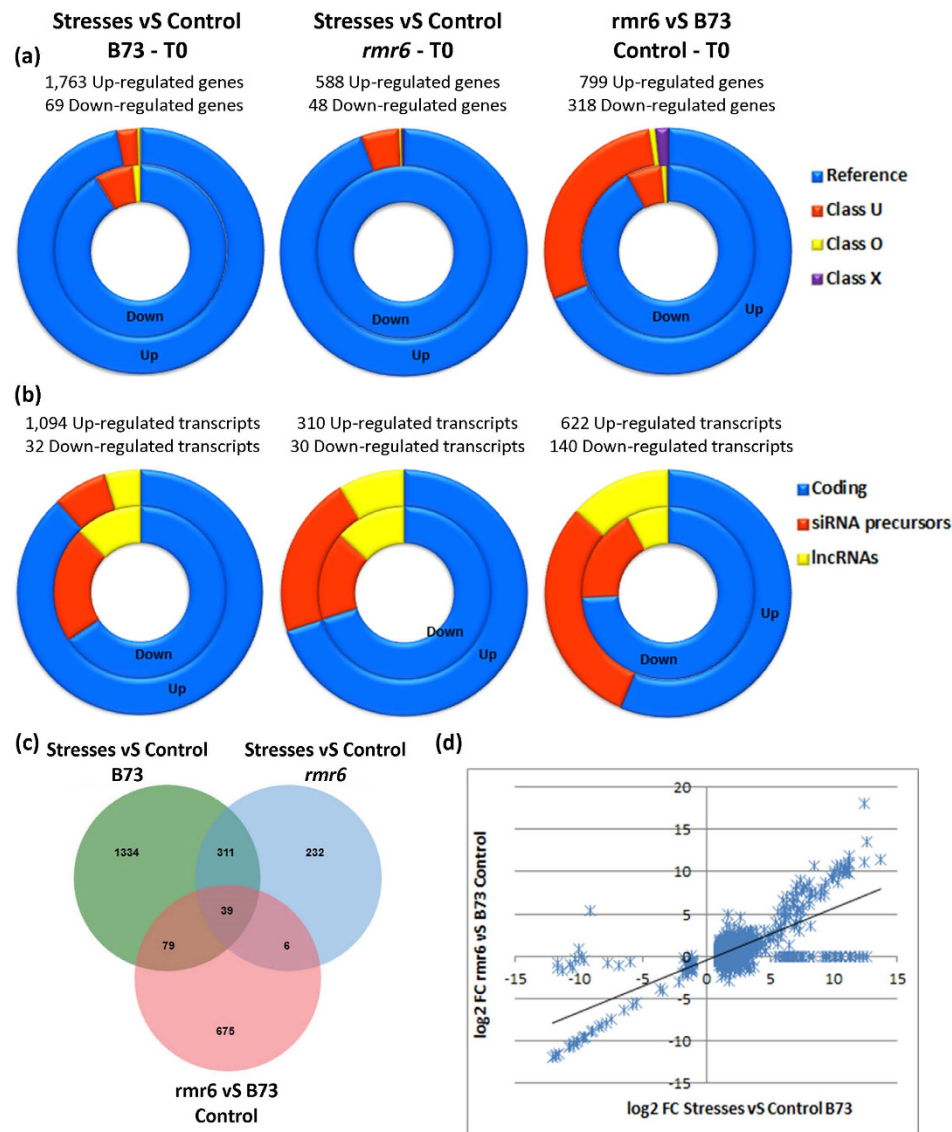 (a)
Stresses vS Control
B73 - T0
1,763 Up-regulated genes
69 Down-regulated genes
Down
Up
Stresses vS Control
rmr6 - T0
588 Up-regulated genes
48 Down-regulated genes
Down
Up
rmr6 vS B73
Control - T0
799 Up-regulated genes
318 Down-regulated genes
Down
Up
Reference
Class U
Class O
Class X
(b)
1,094 Up-regulated transcripts
32 Down-regulated transcripts
Down
Up
310 Up-regulated transcripts
30 Down-regulated transcripts
Down
Up
622 Up-regulated transcripts
140 Down-regulated transcripts
Down
Up
Coding
siRNA precursors
lncRNAs
(c)
Stresses vS Control
B73
Stresses vS Control
rmr6
1334
311
232
39
79
6
675
rmr6 vS B73
Control
(d)
log2 FC rmr6 vS B73 Control
20
15
10
5
0
-5
-10
-15
-15
-10
-5
0
5
10
15
log2 FC Stresses vS Control B73